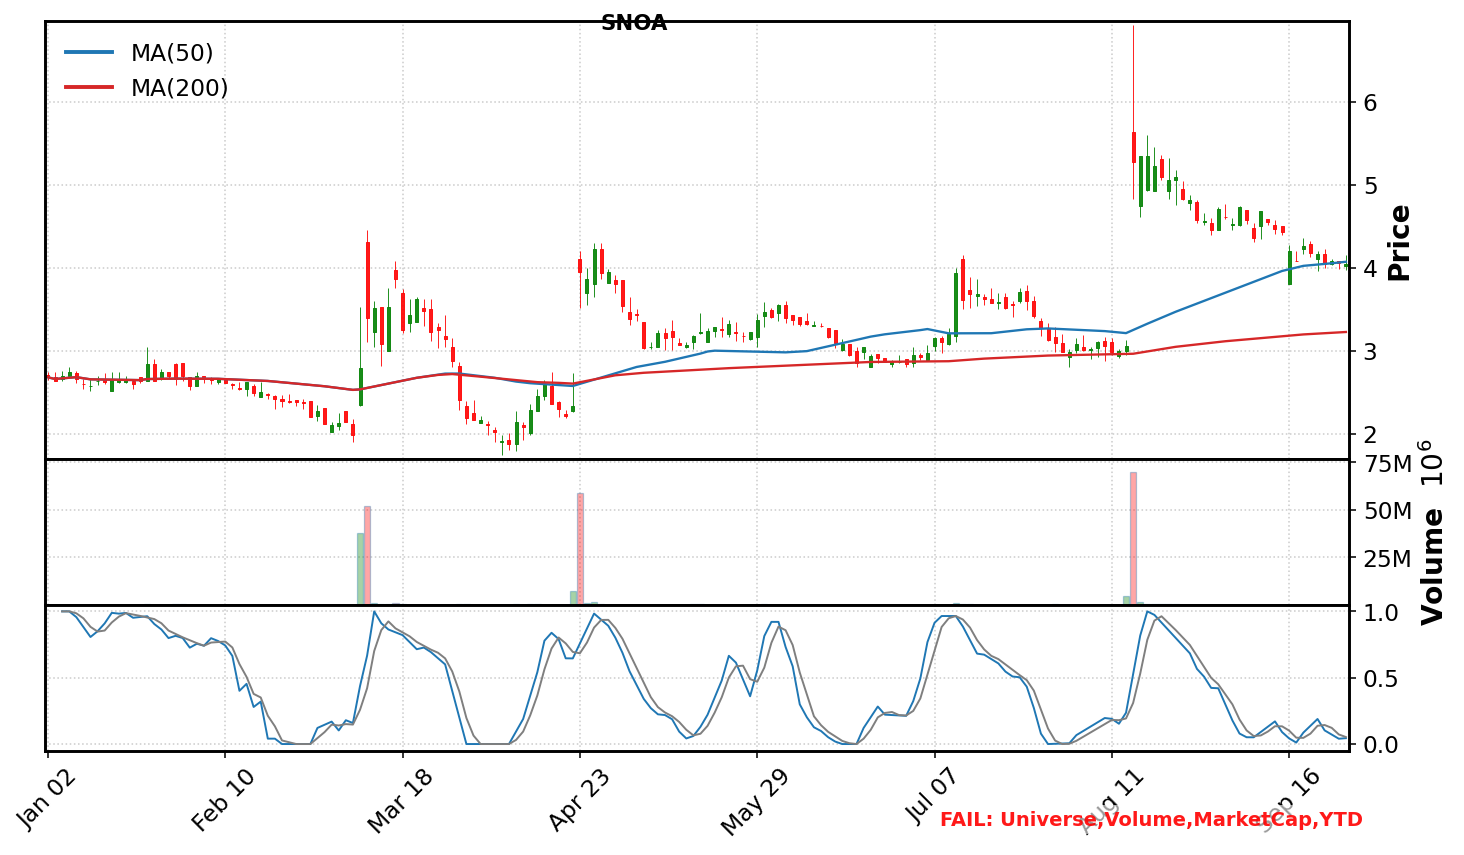 SNOA
MA(50)
MA(200)
6
5
4
3
2
Price
75M
50M
25M
Volume 10^6
1.0
0.5
0.0
Jan 02
Feb 10
Mar 18
Apr 23
May 29
Jul 07
Aug 11
Sep 16
FAIL: Universe,Volume,MarketCap,YTD